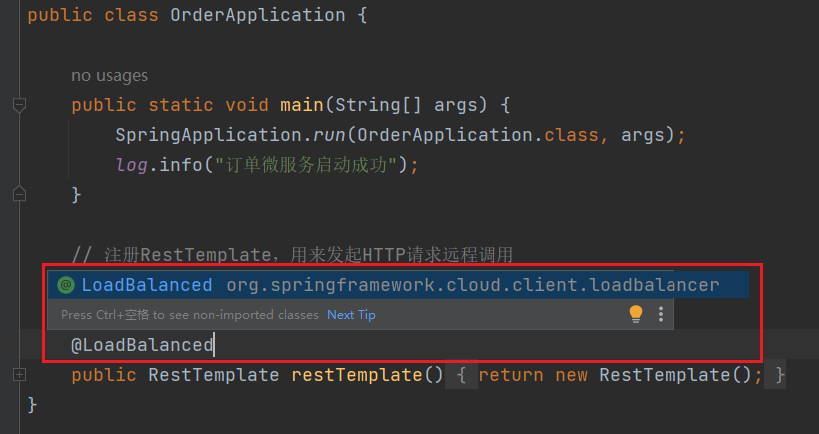 public class OrderApplication {
no usages
public static void main(String[] args) {
SpringApplication.run(OrderApplication.class, args);
log.info("订单微服务启动成功");
}
// 注册RestTemplate，用来发起HTTP请求远程调用
@ LoadBalanced org.springframework.cloud.client.loadbalancer
Press Ctrl+空格 to see non-imported classes Next Tip
@LoadBalanced
public RestTemplate restTemplate() { return new RestTemplate(); }
}